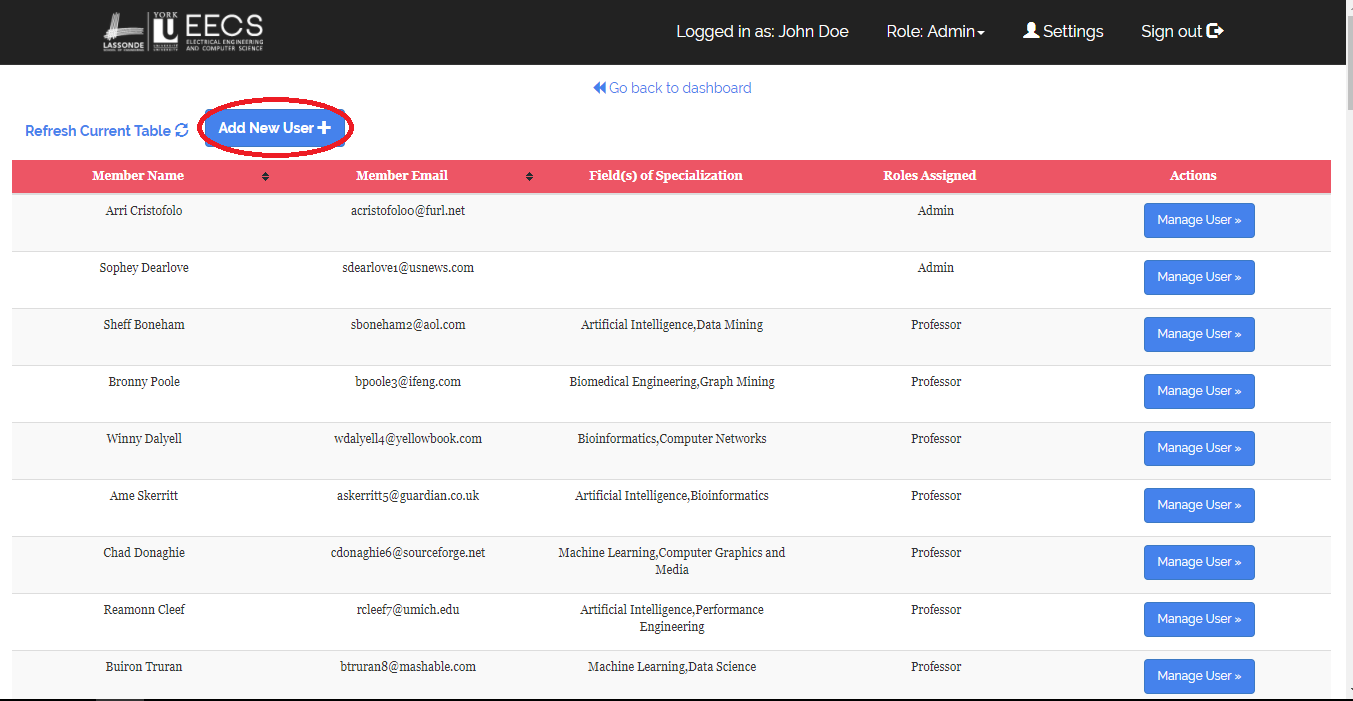 YORK
LASSONDE
EECS
ELECTRICAL ENGINEERING
AND COMPUTER SCIENCE
Logged in as: John Doe Role: Admin Settings Sign out
Go back to dashboard
Refresh Current Table Add New User
Member Name Member Email Field(s) of Specialization Roles Assigned Actions
Arri Cristofolo acristofolo0@furl.net Admin Manage User »
Sophey Dearlove sdearlove1@usnews.com Admin Manage User »
Sheff Boneham sboneham2@aol.com Artificial Intelligence,Data Mining Professor Manage User »
Bronny Poole bpoole3@ifeng.com Biomedical Engineering,Graph Mining Professor Manage User »
Winny Dalyell wdalyell4@yellowbook.com Bioinformatics,Computer Networks Professor Manage User »
Ame Skerritt askerritt5@guardian.co.uk Artificial Intelligence,Bioinformatics Professor Manage User »
Chad Donaghie cdonaghie6@sourceforge.net Machine Learning,Computer Graphics and Professor Manage User »
Media
Reamonn Cleef rcleef7@umich.edu Artificial Intelligence,Performance Professor Manage User »
Engineering
Buiron Truran btruran8@mashable.com Machine Learning,Data Science Professor Manage User »